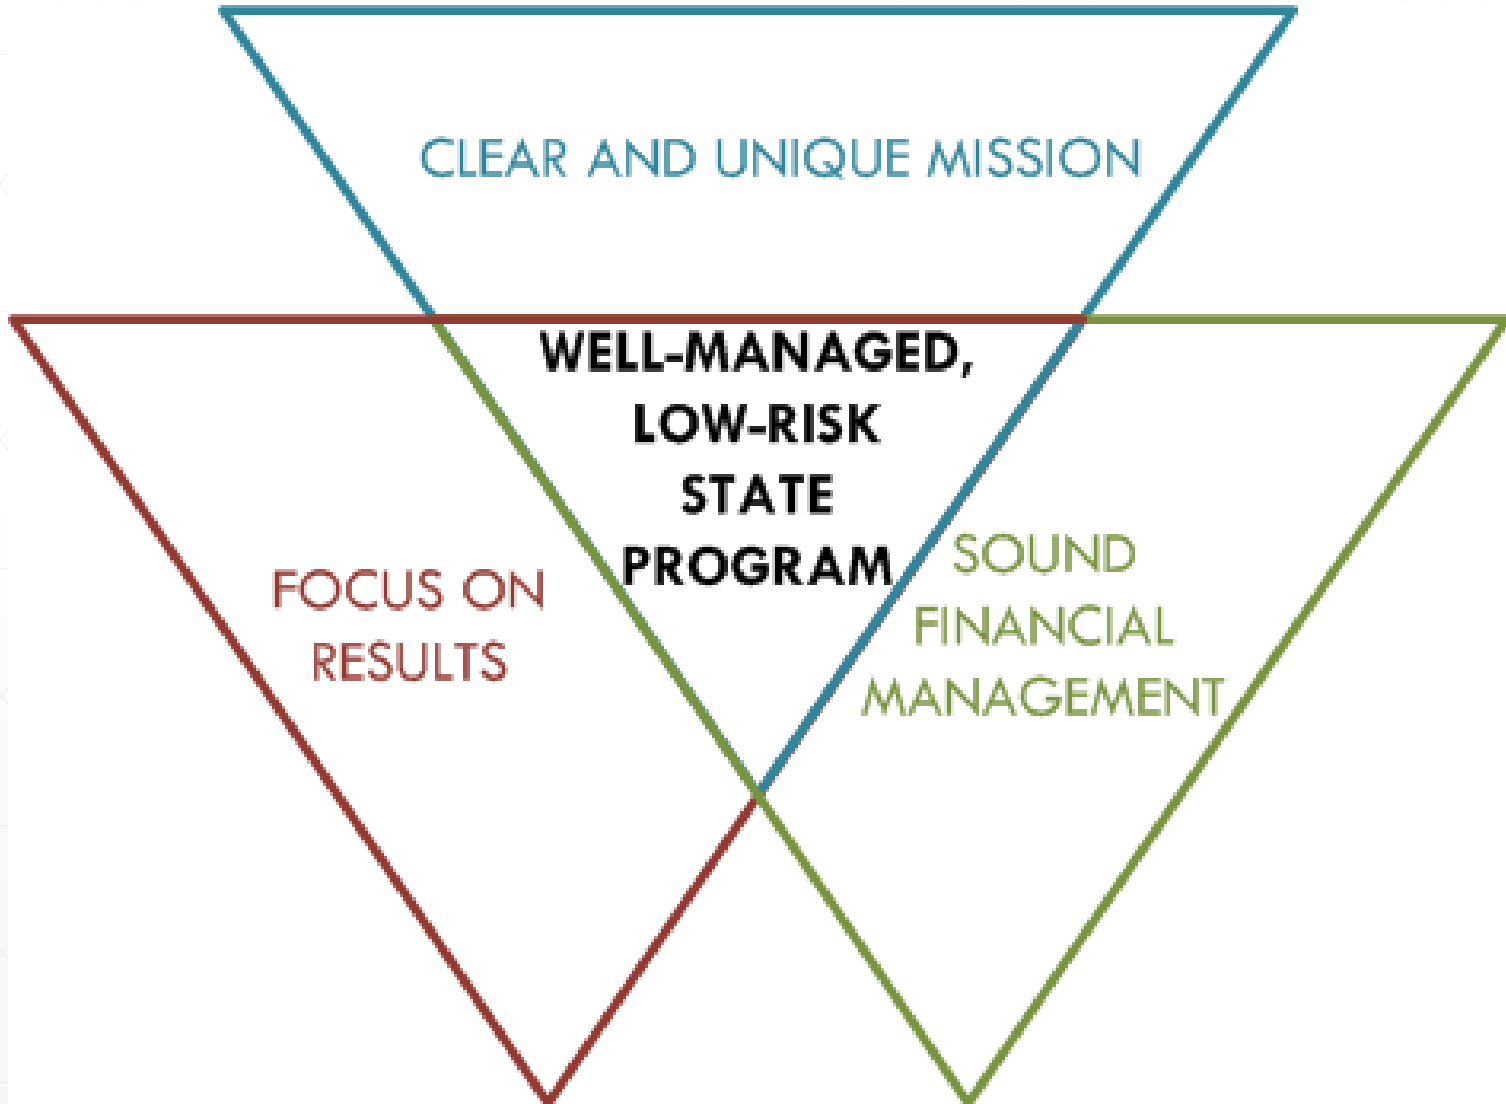 CLEAR AND UNIQUE MISSION
WELL-MANAGED,
LOW-RISK
STATE
PROGRAM
FOCUS ON
RESULTS
SOUND
FINANCIAL
MANAGEMENT